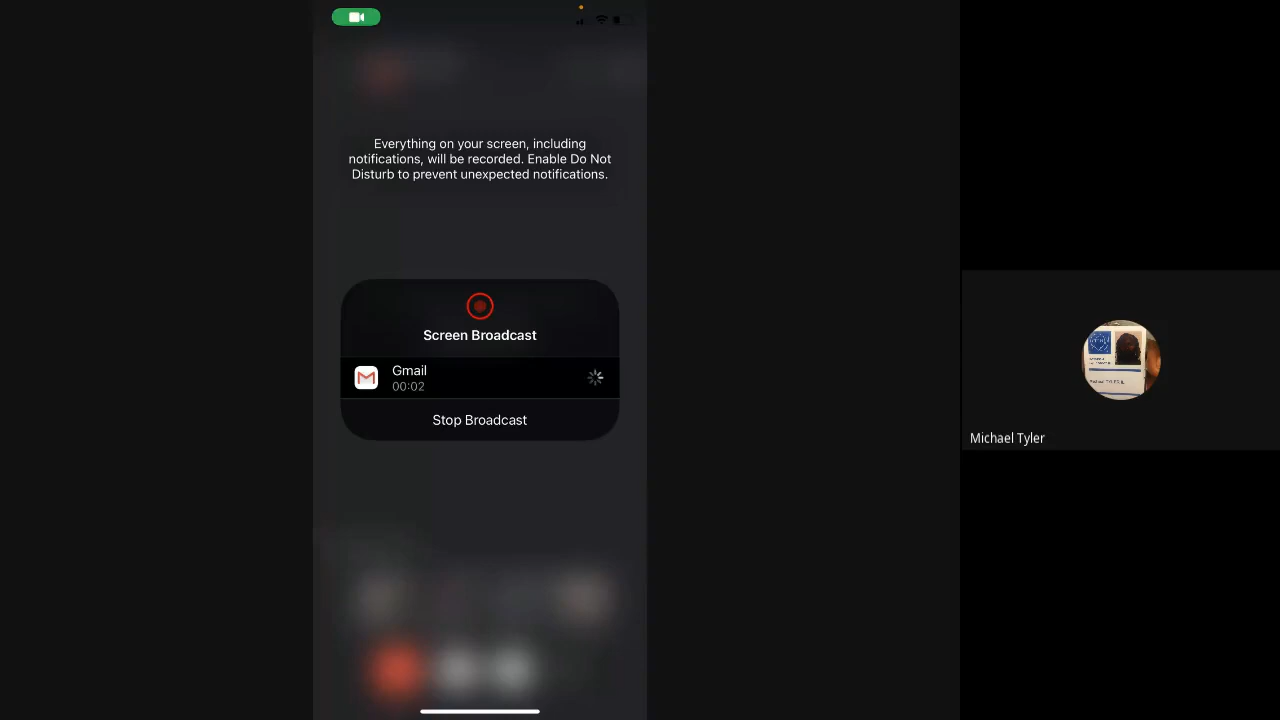 Everything on your screen, including
notifications, will be recorded. Enable Do Not
Disturb to prevent unexpected notifications.
Screen Broadcast
Gmail
00:02
Stop Broadcast
Michael Tyler